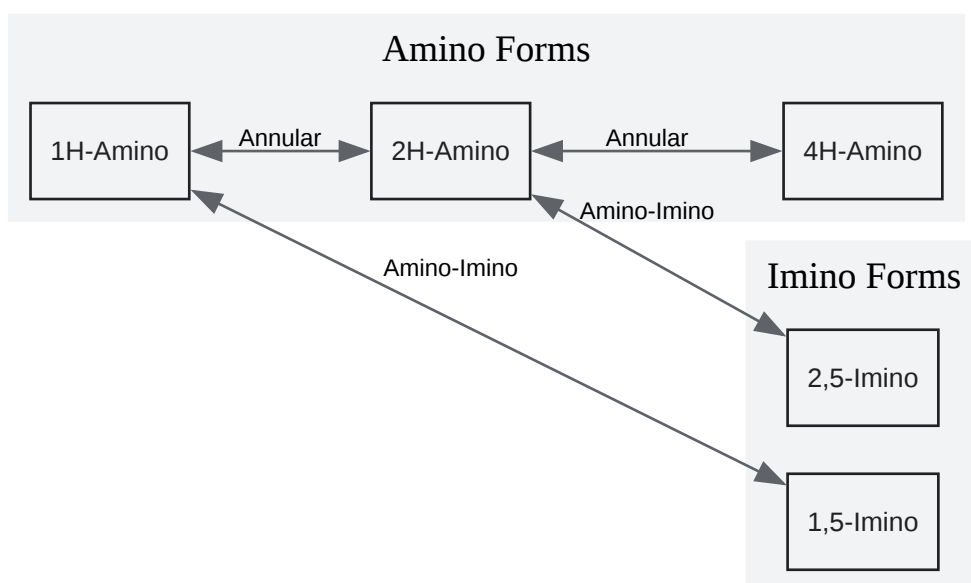 Amino Forms
1H-Amino
Annular
2H-Amino
Annular
4H-Amino
Amino-Imino
Amino-Imino
Imino Forms
2,5-Imino
1,5-Imino